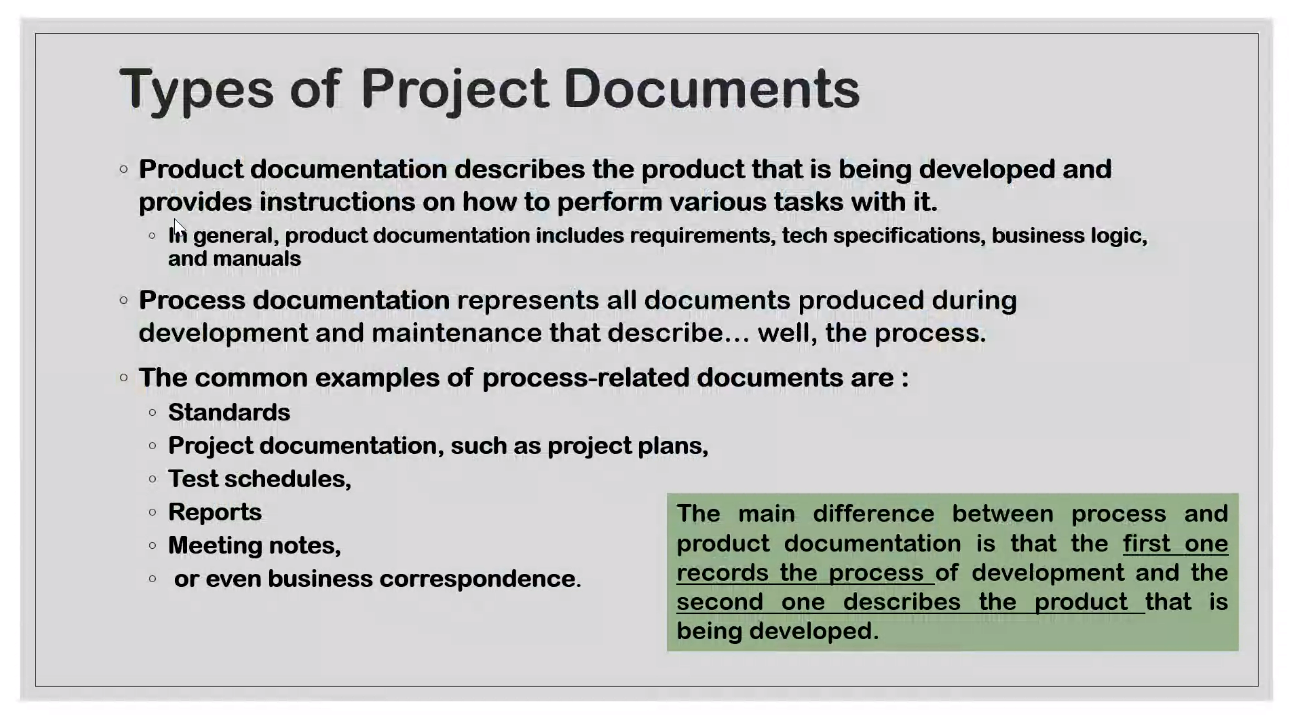 Types of Project Documents
◦ Product documentation describes the product that is being developed and
provides instructions on how to perform various tasks with it.
◦ In general, product documentation includes requirements, tech specifications, business logic,
and manuals
◦ Process documentation represents all documents produced during
development and maintenance that describe… well, the process.
◦ The common examples of process-related documents are :
◦ Standards
◦ Project documentation, such as project plans,
◦ Test schedules,
◦ Reports
◦ Meeting notes,
◦ or even business correspondence.
The main difference between process and
product documentation is that the first one
records the process of development and the
second one describes the product that is
being developed.